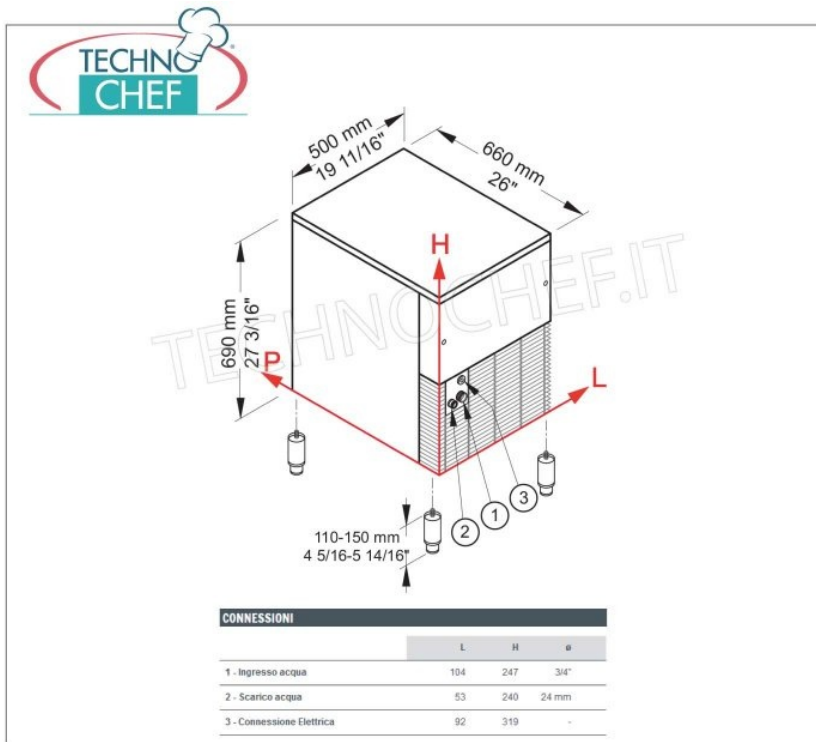 TECHNO
CHEF
500 mm
19 11/16"
660 mm
26"
H
TECHNOCHEF.IT
690 mm
27 3/16"
P
L
3
1
2
110-150 mm
4 5/16-5 14/16"
CONNESSIONI
L H ø
1 - Ingresso acqua 104 247 3/4"
2 - Scarico acqua 53 240 24 mm
3 - Connessione Elettrica 92 319 -